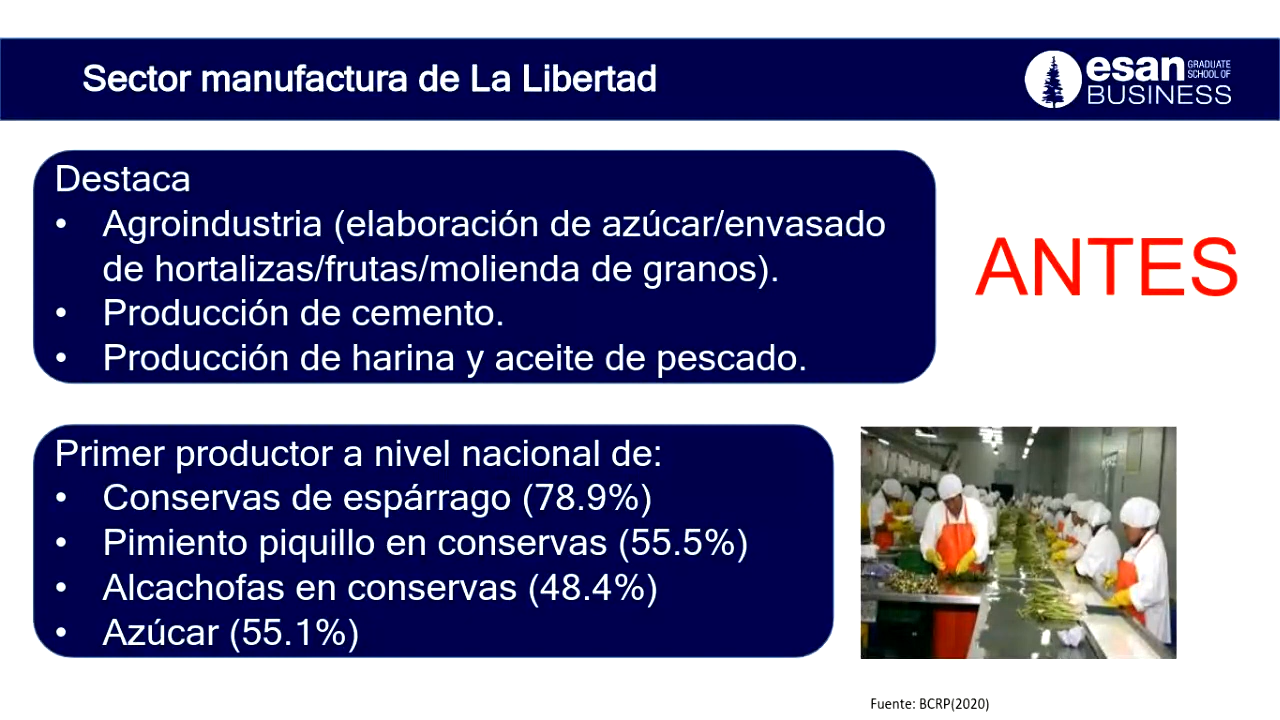 Sector manufactura de La Libertad
esan GRADUATE SCHOOL OF BUSINESS
Destaca
• Agroindustria (elaboración de azúcar/envasado
de hortalizas/frutas/molienda de granos).
• Producción de cemento.
• Producción de harina y aceite de pescado.
ANTES
Primer productor a nivel nacional de:
• Conservas de espárrago (78.9%)
• Pimiento piquillo en conservas (55.5%)
• Alcachofas en conservas (48.4%)
• Azúcar (55.1%)
Fuente: BCRP(2020)